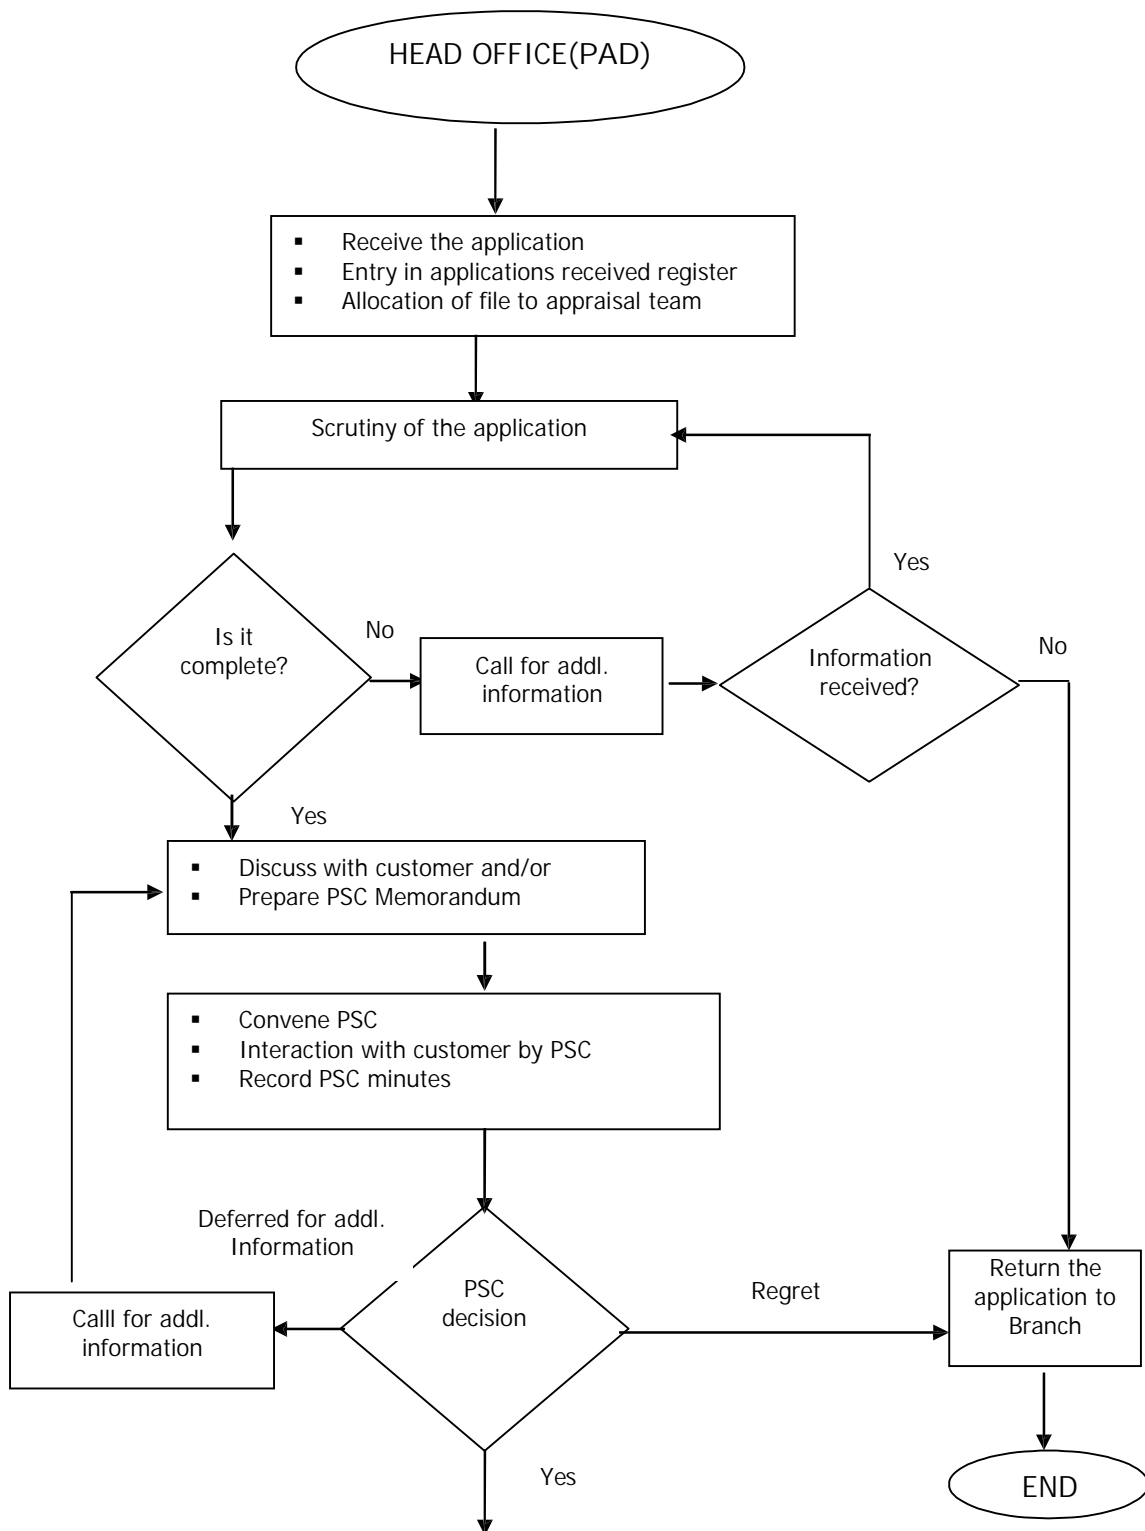 HEAD OFFICE(PAD)
▪ Receive the application
▪ Entry in applications received register
▪ Allocation of file to appraisal team
Scrutiny of the application
Is it
complete?
No
Call for addl.
information
Information
received?
Yes
No
Yes
▪ Discuss with customer and/or
▪ Prepare PSC Memorandum
▪ Convene PSC
▪ Interaction with customer by PSC
▪ Record PSC minutes
Deferred for addl.
Information
PSC
decision
Calll for addl.
information
Regret
Return the
application to
Branch
Yes
END